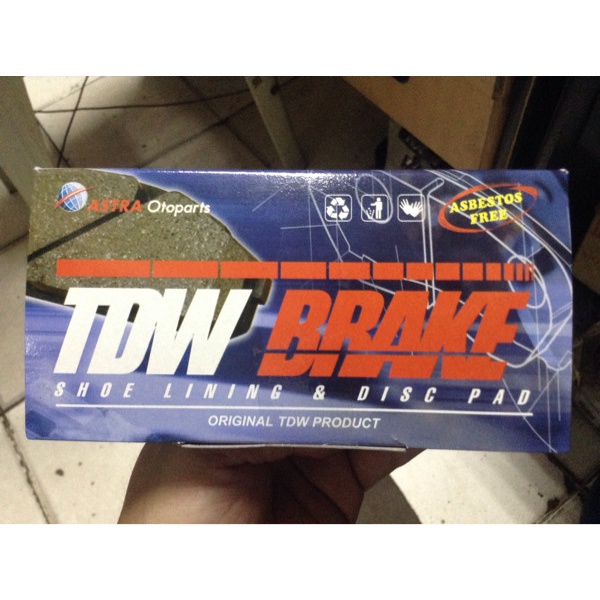 ASTRA Otoparts
ASBESTOS
FREE
TDW BRAKE
SHOE LINING & DISC PAD
ORIGINAL TDW PRODUCT